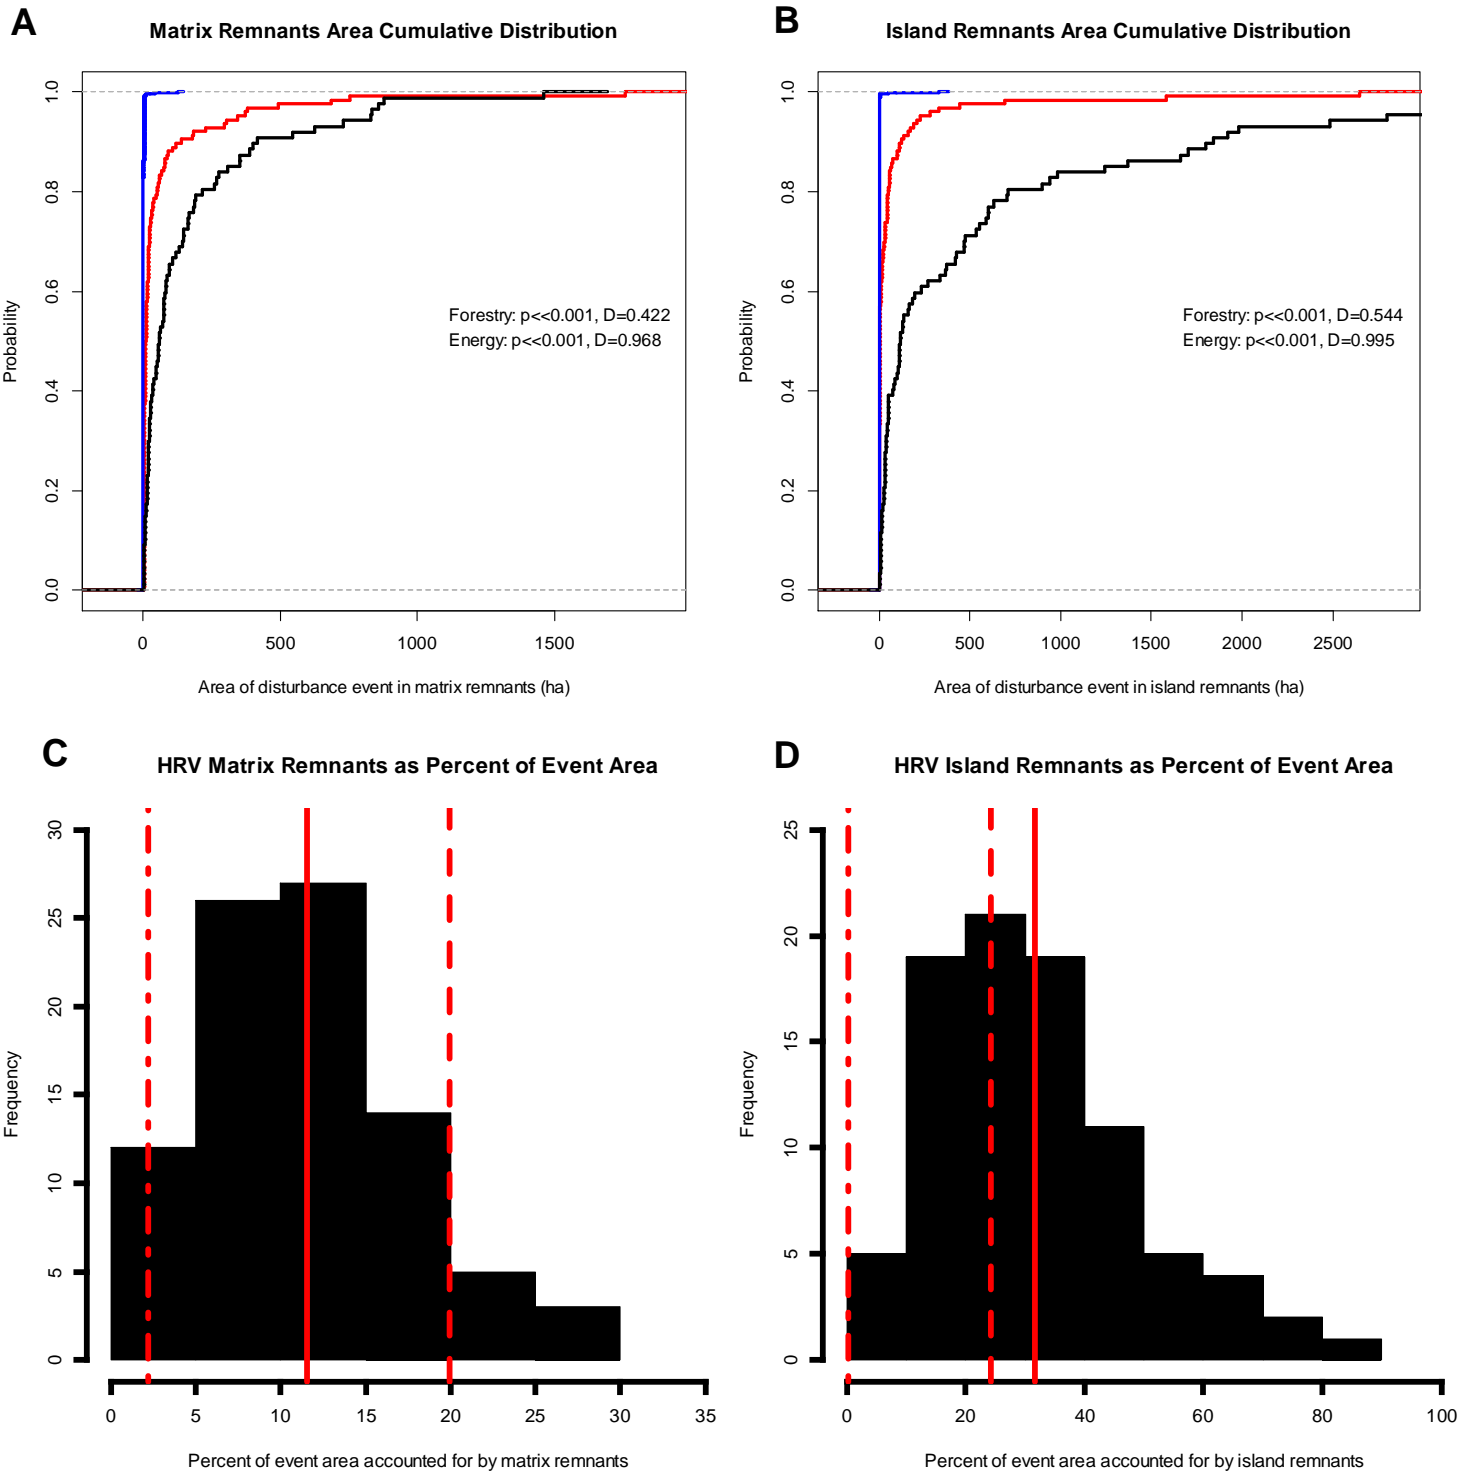 A
Matrix Remnants Area Cumulative Distribution
Probability
0.0
0.2
0.4
0.6
0.8
1.0
Forestry: p<<0.001, D=0.422
Energy: p<<0.001, D=0.968
0 500 1000 1500
Area of disturbance event in matrix remnants (ha)
B
Island Remnants Area Cumulative Distribution
Probability
0.0
0.2
0.4
0.6
0.8
1.0
Forestry: p<<0.001, D=0.544
Energy: p<<0.001, D=0.995
0 500 1000 1500 2000 2500
Area of disturbance event in island remnants (ha)
C
HRV Matrix Remnants as Percent of Event Area
Frequency
0
5
10
15
20
25
30
0 5 10 15 20 25 30 35
Percent of event area accounted for by matrix remnants
D
HRV Island Remnants as Percent of Event Area
Frequency
0
5
10
15
20
25
0 20 40 60 80 100
Percent of event area accounted for by island remnants